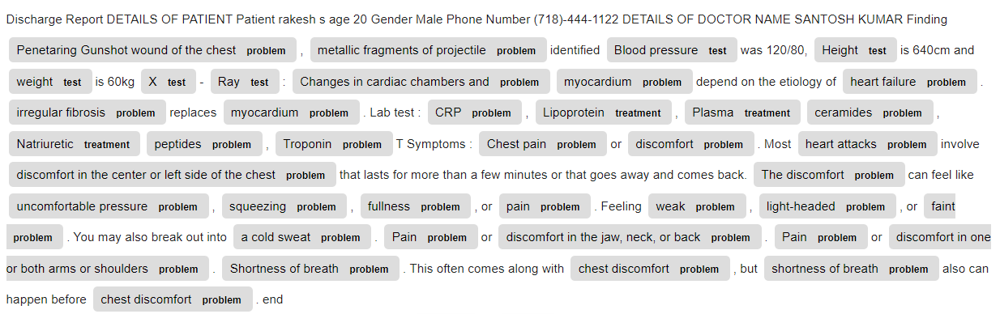 Discharge Report DETAILS OF PATIENT Patient rakesh s age 20 Gender Male Phone Number (718)-444-1122 DETAILS OF DOCTOR NAME SANTOSH KUMAR Finding
Penetaring Gunshot wound of the chest problem , metallic fragments of projectile problem identified Blood pressure test was 120/80, Height test is 640cm and
weight test is 60kg X test - Ray test : Changes in cardiac chambers and problem myocardium problem depend on the etiology of heart failure problem .
irregular fibrosis problem replaces myocardium problem . Lab test : CRP problem , Lipoprotein treatment , Plasma treatment ceramides problem ,
Natriuretic treatment peptides problem , Troponin problem T Symptoms : Chest pain problem or discomfort problem . Most heart attacks problem involve
discomfort in the center or left side of the chest problem that lasts for more than a few minutes or that goes away and comes back. The discomfort problem can feel like
uncomfortable pressure problem , squeezing problem , fullness problem , or pain problem . Feeling weak problem , light-headed problem , or faint
problem . You may also break out into a cold sweat problem . Pain problem or discomfort in the jaw, neck, or back problem . Pain problem or discomfort in one
or both arms or shoulders problem . Shortness of breath problem . This often comes along with chest discomfort problem , but shortness of breath problem also can
happen before chest discomfort problem . end